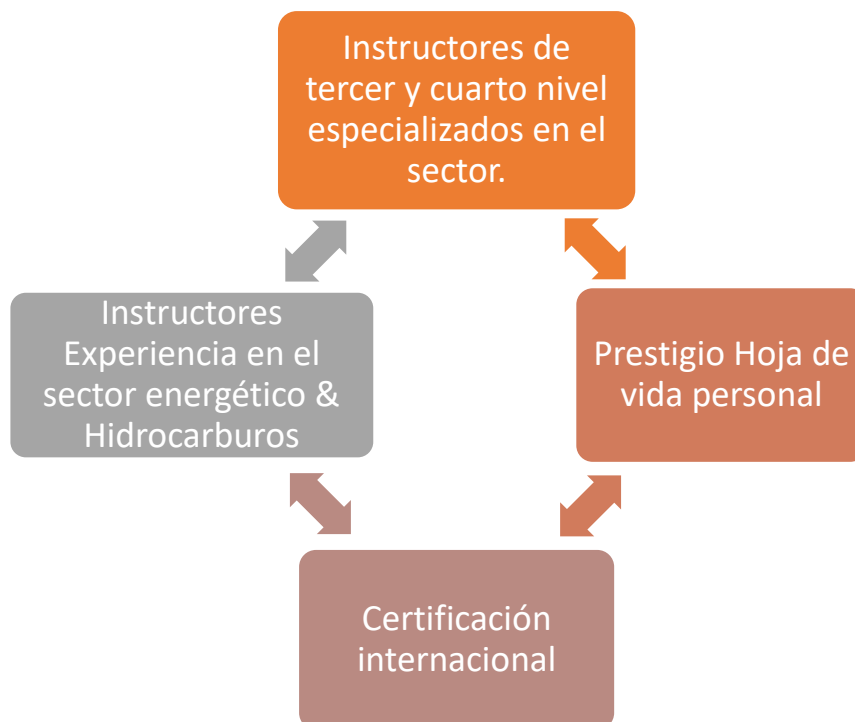 Instructores de
tercer y cuarto nivel
especializados en el
sector.
Instructores
Experiencia en el
sector energético &
Hidrocarburos
Prestigio Hoja de
vida personal
Certificación
internacional